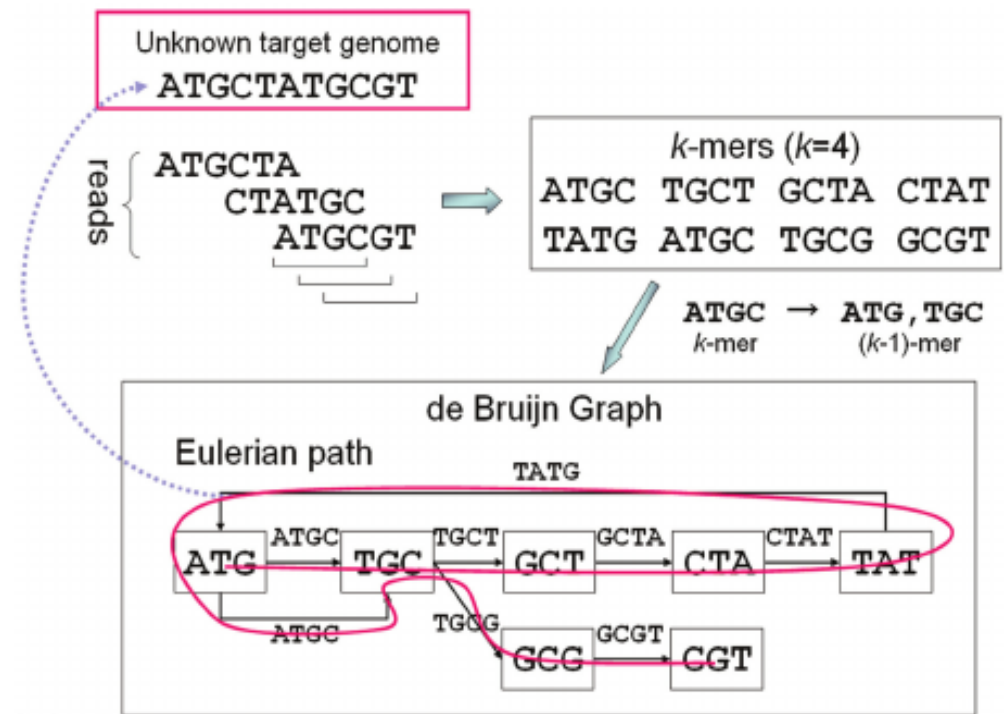 Unknown target genome
ATGCTATGCGT
reads
ATGCTA
CTATGC
ATGCGT
k-mers (k=4)
ATGC TGCT GCTA CTAT
TATG ATGC TGCG GCGT
ATGC → ATG,TGC
k-mer (k-1)-mer
de Bruijn Graph
Eulerian path
TATG
ATGC TGCT GCTA CTAT
ATG TGC GCT CTA TAT
ATGC TGCG GCGT
GCG CGT